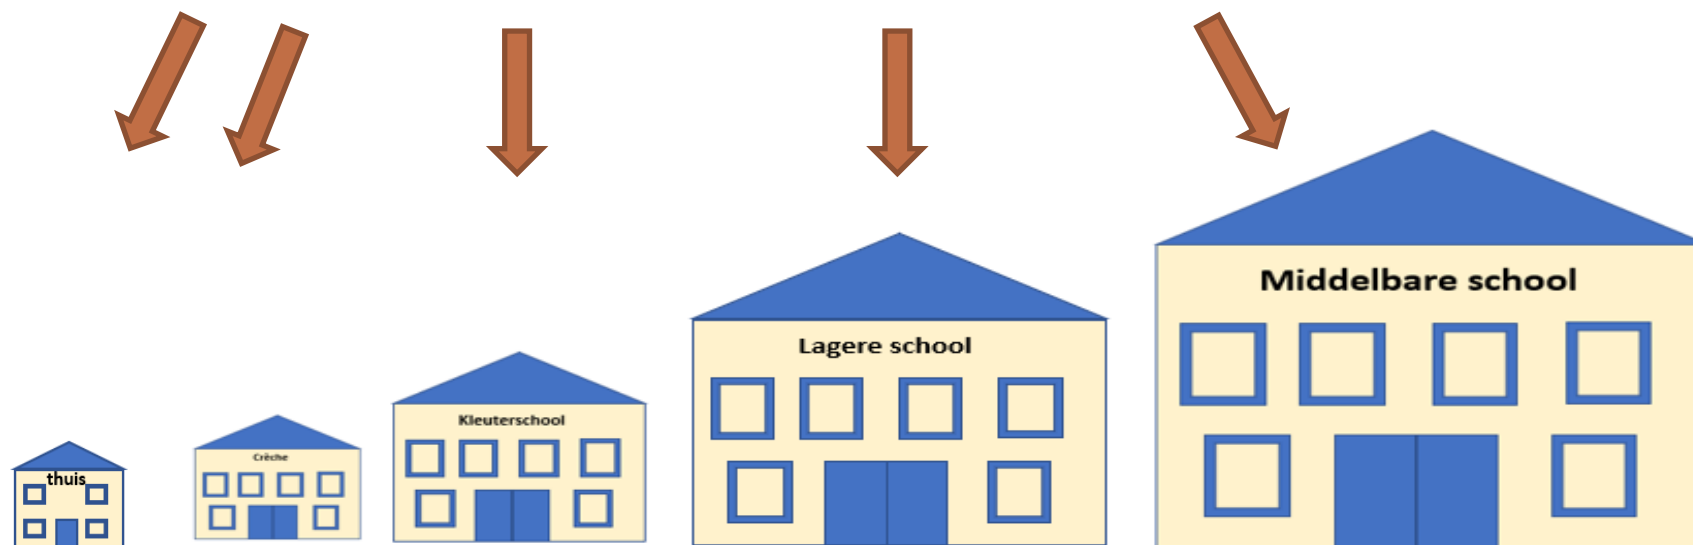 thuis
Crèche
Kleuterschool
Lagere school
Middelbare school